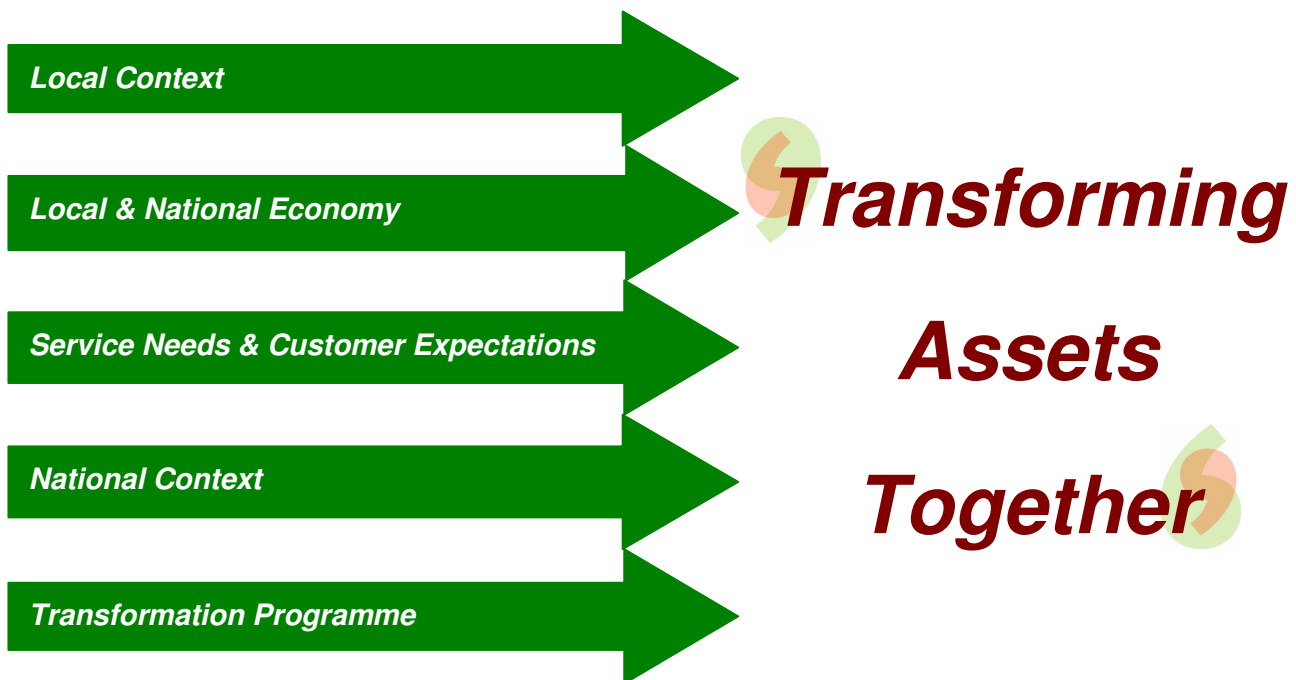 Local Context
Local & National Economy
Service Needs & Customer Expectations
National Context
Transformation Programme
Transforming
Assets
Together